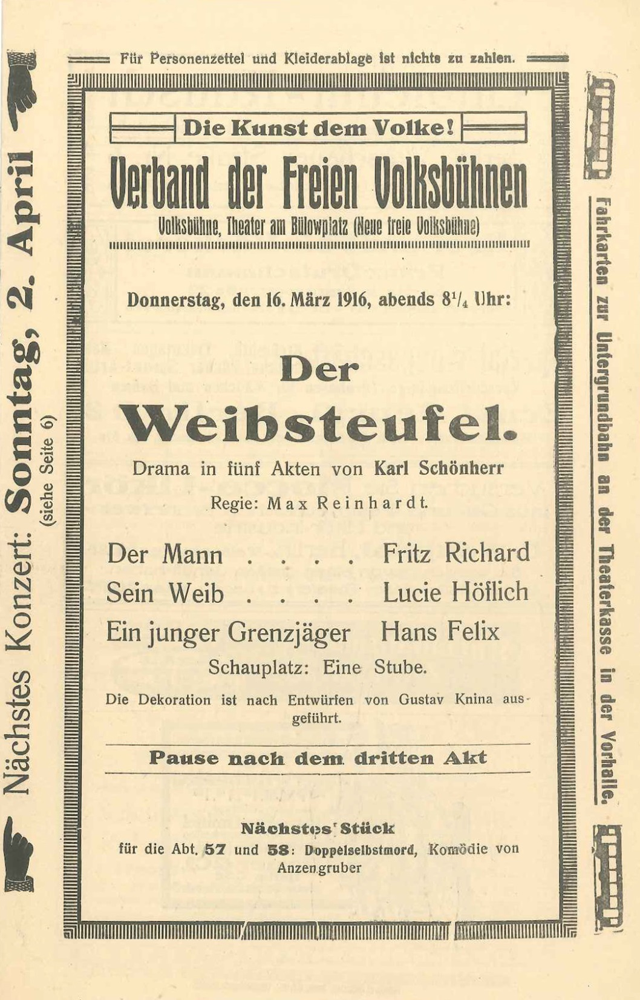 Für Personenzettel und Kleiderablage ist nichts zu zahlen.
Die Kunst dem Volke!
Verband der Freien Volksbühnen
Volksbühne, Theater am Bülowplatz (Neue freie Volksbühne)
Donnerstag, den 16. März 1916, abends 8¹/₄ Uhr:
Der
Weibsteufel.
Drama in fünf Akten von Karl Schönherr
Regie: Max Reinhardt.
Der Mann . . . . Fritz Richard
Sein Weib . . . . Lucie Höflich
Ein junger Grenzjäger Hans Felix
Schauplatz: Eine Stube.
Die Dekoration ist nach Entwürfen von Gustav Knina aus-
geführt.
Pause nach dem dritten Akt
Nächstes Stück
für die Abt. 57 und 58: Doppelselbstmord, Komödie von
Anzengruber
Nächstes Konzert: Sonntag, 2. April
(siehe Seite 6)
Fahrkarten zur Untergrundbahn an der Theaterkasse in der Vorhalle.